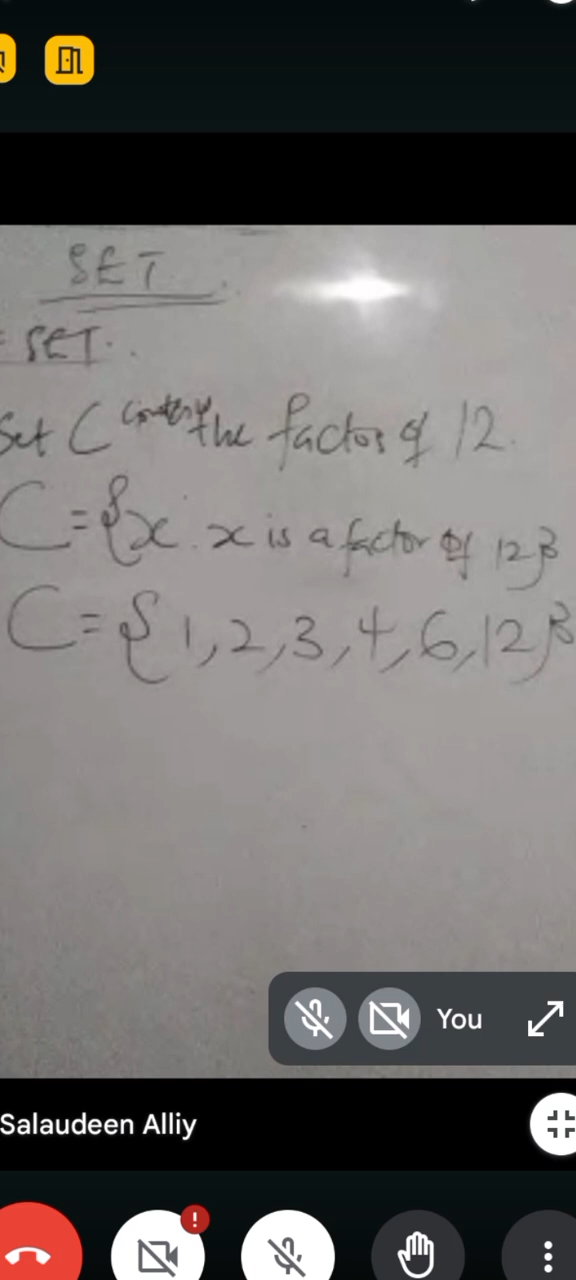 SET
SET.
Set C the factor of 12.
C={x: x is a factor of 12}
C={1,2,3,4,6,12}
You
Salaudeen Alliy
!